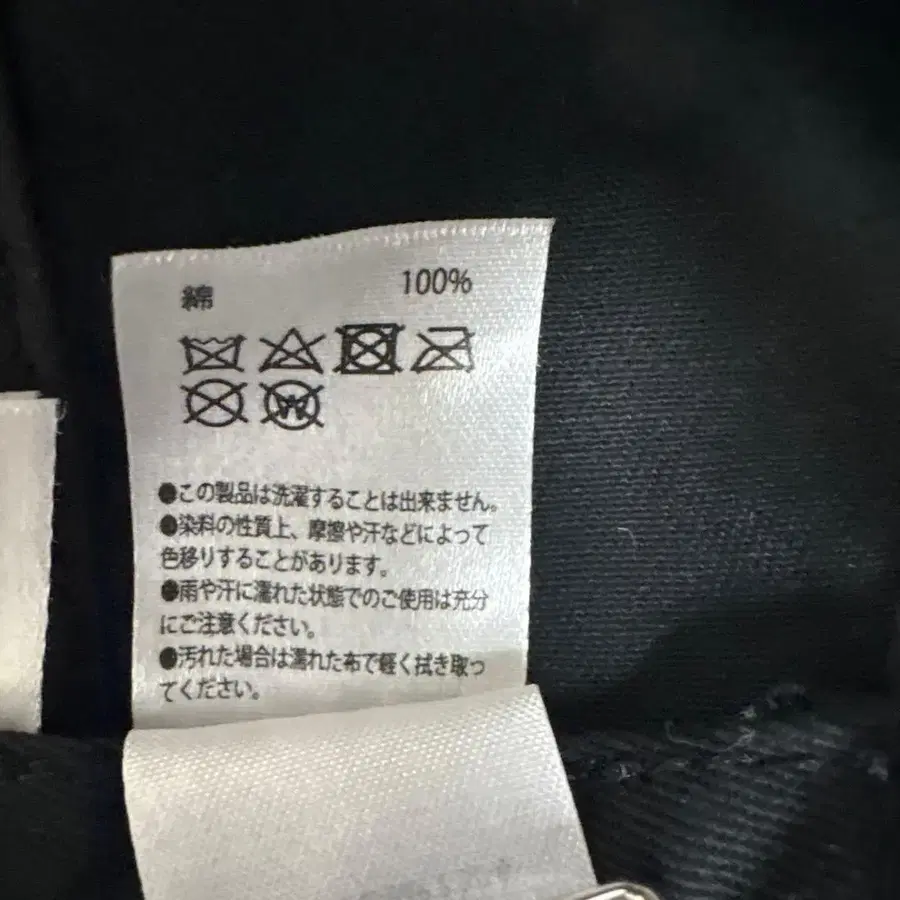 綿 100%
W
●この製品は洗濯することは出来ません。
●染料の性質上、摩擦や汗などによって
色移りすることがあります。
●雨や汗に濡れた状態でのご使用は充分
にご注意ください。
●汚れた場合は濡れた布で軽く拭き取っ
てください。